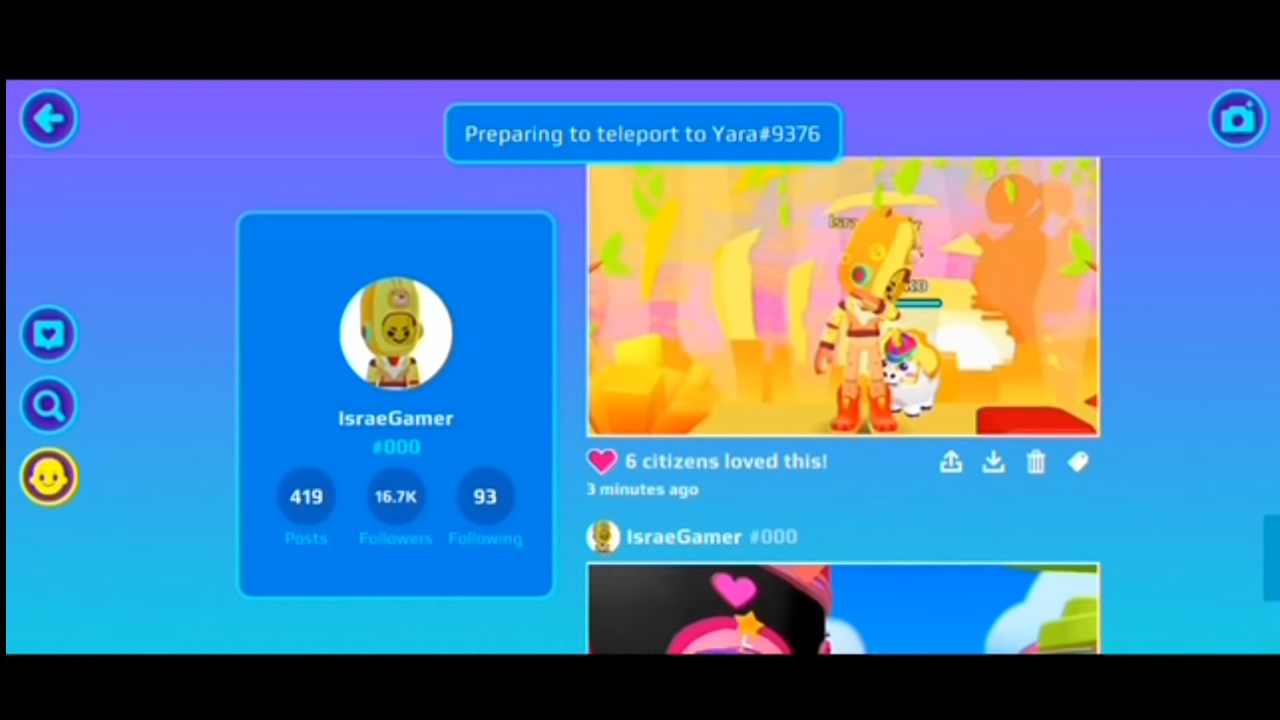 Preparing to teleport to Yara#9376
IsraeGamer
#000
419
16.7K
93
Posts
Followers
Following
6 citizens loved this!
3 minutes ago
IsraeGamer #000